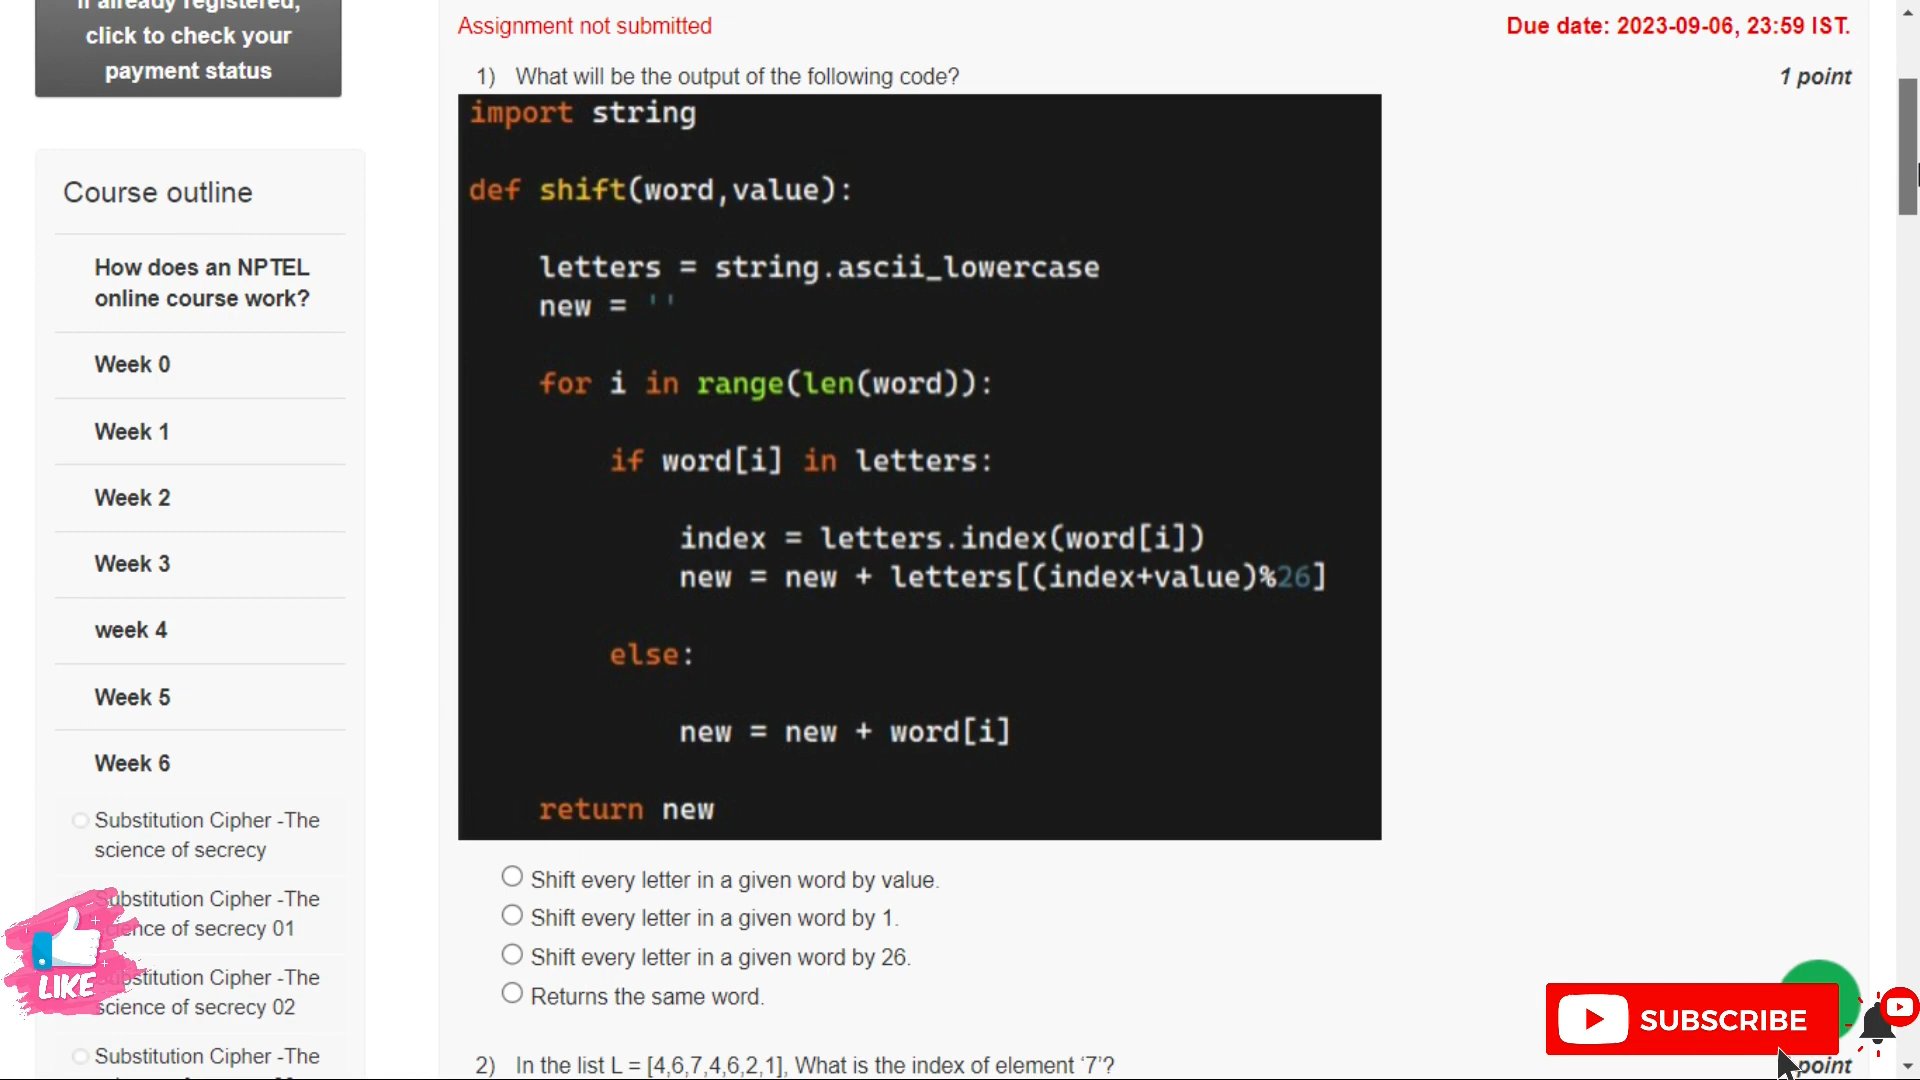 If already registered,
click to check your
payment status
Course outline
How does an NPTEL
online course work?
Week 0
Week 1
Week 2
Week 3
week 4
Week 5
Week 6
Substitution Cipher -The
science of secrecy
Substitution Cipher -The
science of secrecy 01
Substitution Cipher -The
science of secrecy 02
Substitution Cipher -The
LIKE
Assignment not submitted
Due date: 2023-09-06, 23:59 IST.
1) What will be the output of the following code?
1 point
import string
def shift(word,value):
letters = string.ascii_lowercase
new = ''
for i in range(len(word)):
if word[i] in letters:
index = letters.index(word[i])
new = new + letters[(index+value)%26]
else:
new = new + word[i]
return new
Shift every letter in a given word by value.
Shift every letter in a given word by 1.
Shift every letter in a given word by 26.
Returns the same word.
2) In the list L = [4,6,7,4,6,2,1], What is the index of element ‘7’?
point
SUBSCRIBE